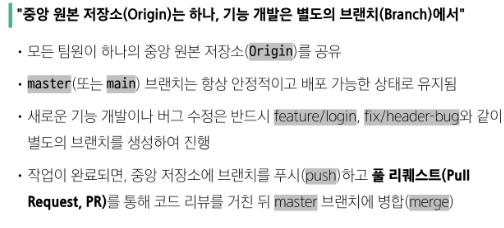 "중앙 원본 저장소(Origin)는 하나, 기능 개발은 별도의 브랜치(Branch)에서"
• 모든 팀원이 하나의 중앙 원본 저장소(Origin)를 공유
• master(또는 main) 브랜치는 항상 안정적이고 배포 가능한 상태로 유지됨
• 새로운 기능 개발이나 버그 수정은 반드시 feature/login, fix/header-bug와 같이
별도의 브랜치를 생성하여 진행
• 작업이 완료되면, 중앙 저장소에 브랜치를 푸시(push)하고 풀 리퀘스트(Pull
Request, PR)를 통해 코드 리뷰를 거친 뒤 master 브랜치에 병합(merge)